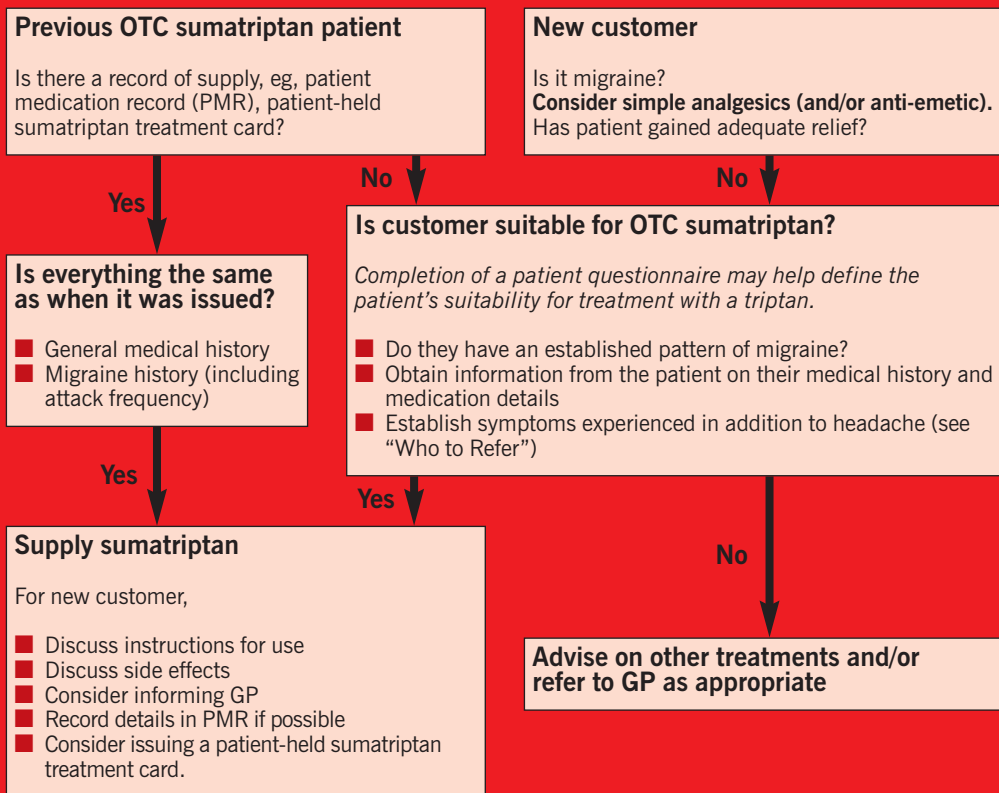 Previous OTC sumatriptan patient
Is there a record of supply, eg, patient
medication record (PMR), patient-held
sumatriptan treatment card?
New customer
Is it migraine?
Consider simple analgesics (and/or anti-emetic).
Has patient gained adequate relief?
Yes
No
No
Is everything the same
as when it was issued?
■ General medical history
■ Migraine history (including
attack frequency)
Is customer suitable for OTC sumatriptan?
Completion of a patient questionnaire may help define the
patient’s suitability for treatment with a triptan.
■ Do they have an established pattern of migraine?
■ Obtain information from the patient on their medical history and
medication details
■ Establish symptoms experienced in addition to headache (see
“Who to Refer”)
Yes
Yes
No
Supply sumatriptan
For new customer,
■ Discuss instructions for use
■ Discuss side effects
■ Consider informing GP
■ Record details in PMR if possible
■ Consider issuing a patient-held sumatriptan
treatment card.
Advise on other treatments and/or
refer to GP as appropriate